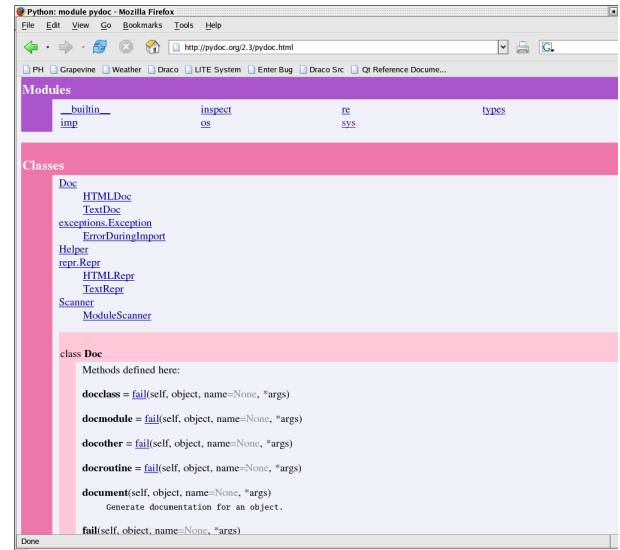 Python: module pydoc - Mozilla Firefox
File Edit View Go Bookmarks Tools Help
http://pydoc.org/2.3/pydoc.html
PH Grapevine Weather Draco LITE System Enter Bug Draco Src Qt Reference Docume...
Modules
__builtin__ inspect re types
imp os sys
Classes
Doc
HTMLDoc
TextDoc
exceptions.Exception
ErrorDuringImport
Helper
repr.Repr
HTMLRepr
TextRepr
Scanner
ModuleScanner
class Doc
Methods defined here:
docclass = fail(self, object, name=None, *args)
docmodule = fail(self, object, name=None, *args)
docother = fail(self, object, name=None, *args)
docroutine = fail(self, object, name=None, *args)
document(self, object, name=None, *args)
Generate documentation for an object.
fail(self, object, name=None, *args)
Done